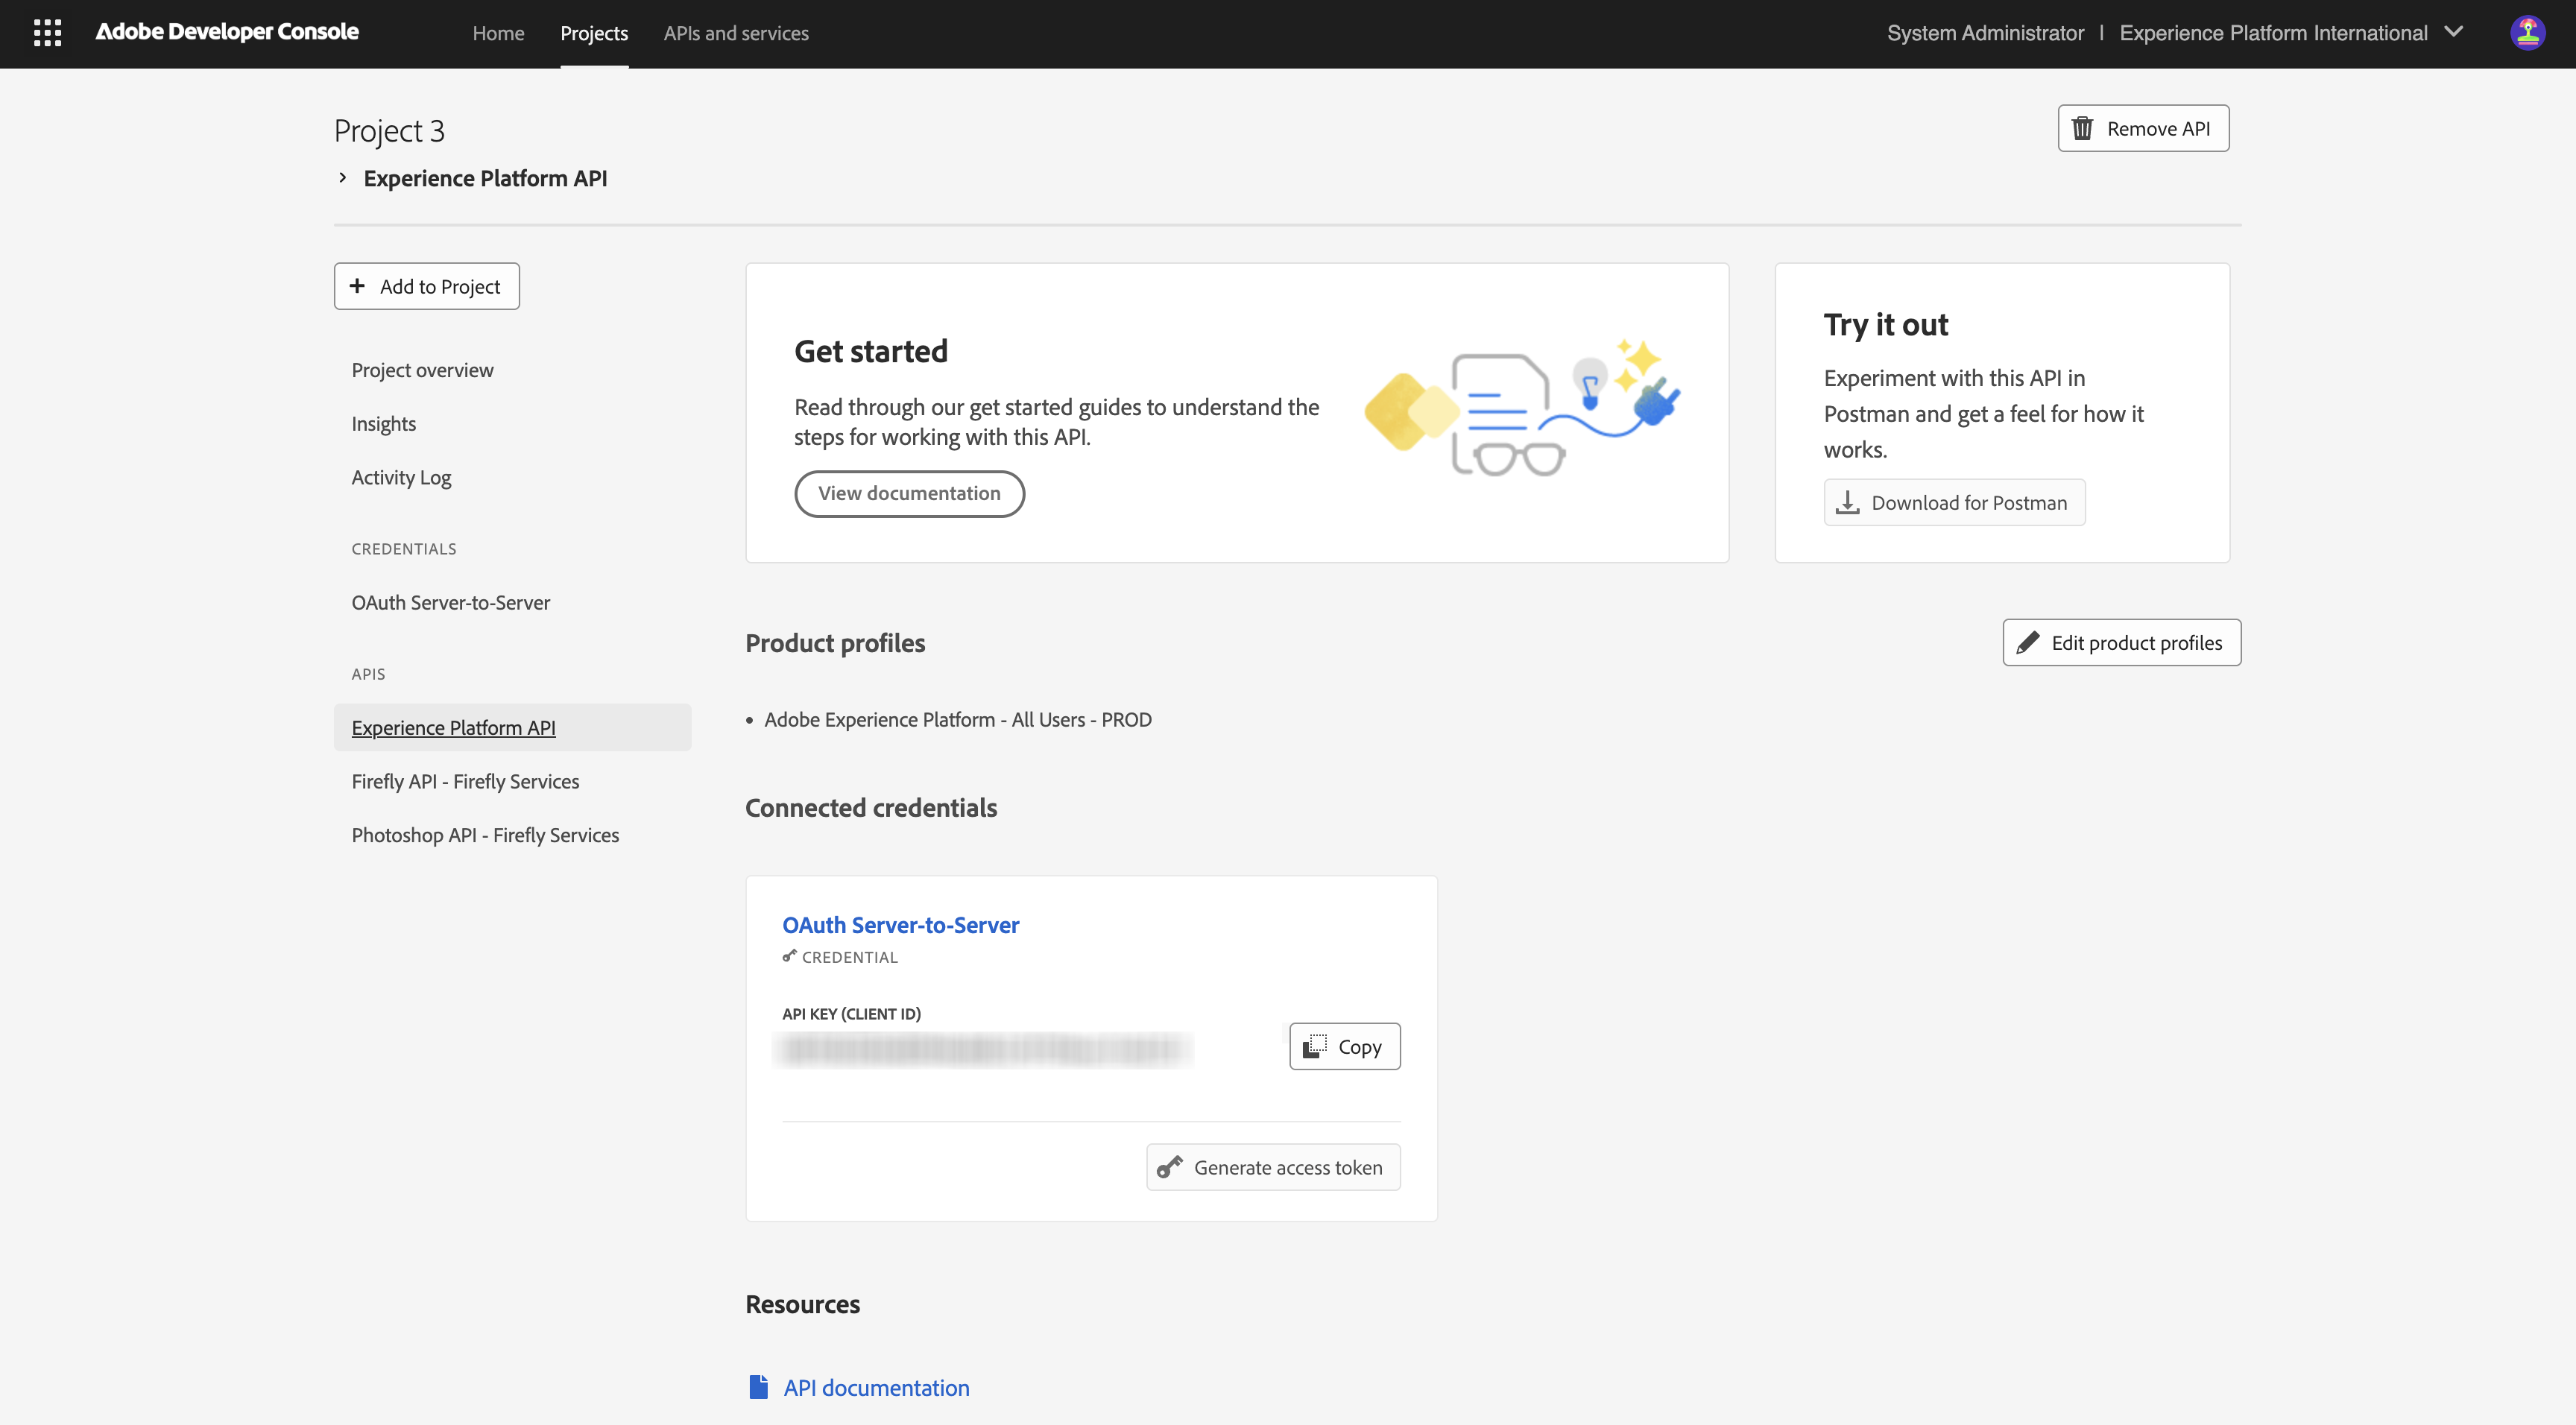 Adobe Developer Console
Home
Projects
APIs and services
System Administrator | Experience Platform International
Project 3
Remove API
Experience Platform API
Add to Project
Project overview
Insights
Activity Log
CREDENTIALS
OAuth Server-to-Server
APIS
Experience Platform API
Firefly API - Firefly Services
Photoshop API - Firefly Services
Get started
Read through our get started guides to understand the
steps for working with this API.
View documentation
Try it out
Experiment with this API in
Postman and get a feel for how it
works.
Download for Postman
Product profiles
Edit product profiles
• Adobe Experience Platform - All Users - PROD
Connected credentials
OAuth Server-to-Server
CREDENTIAL
API KEY (CLIENT ID)
Copy
Generate access token
Resources
API documentation